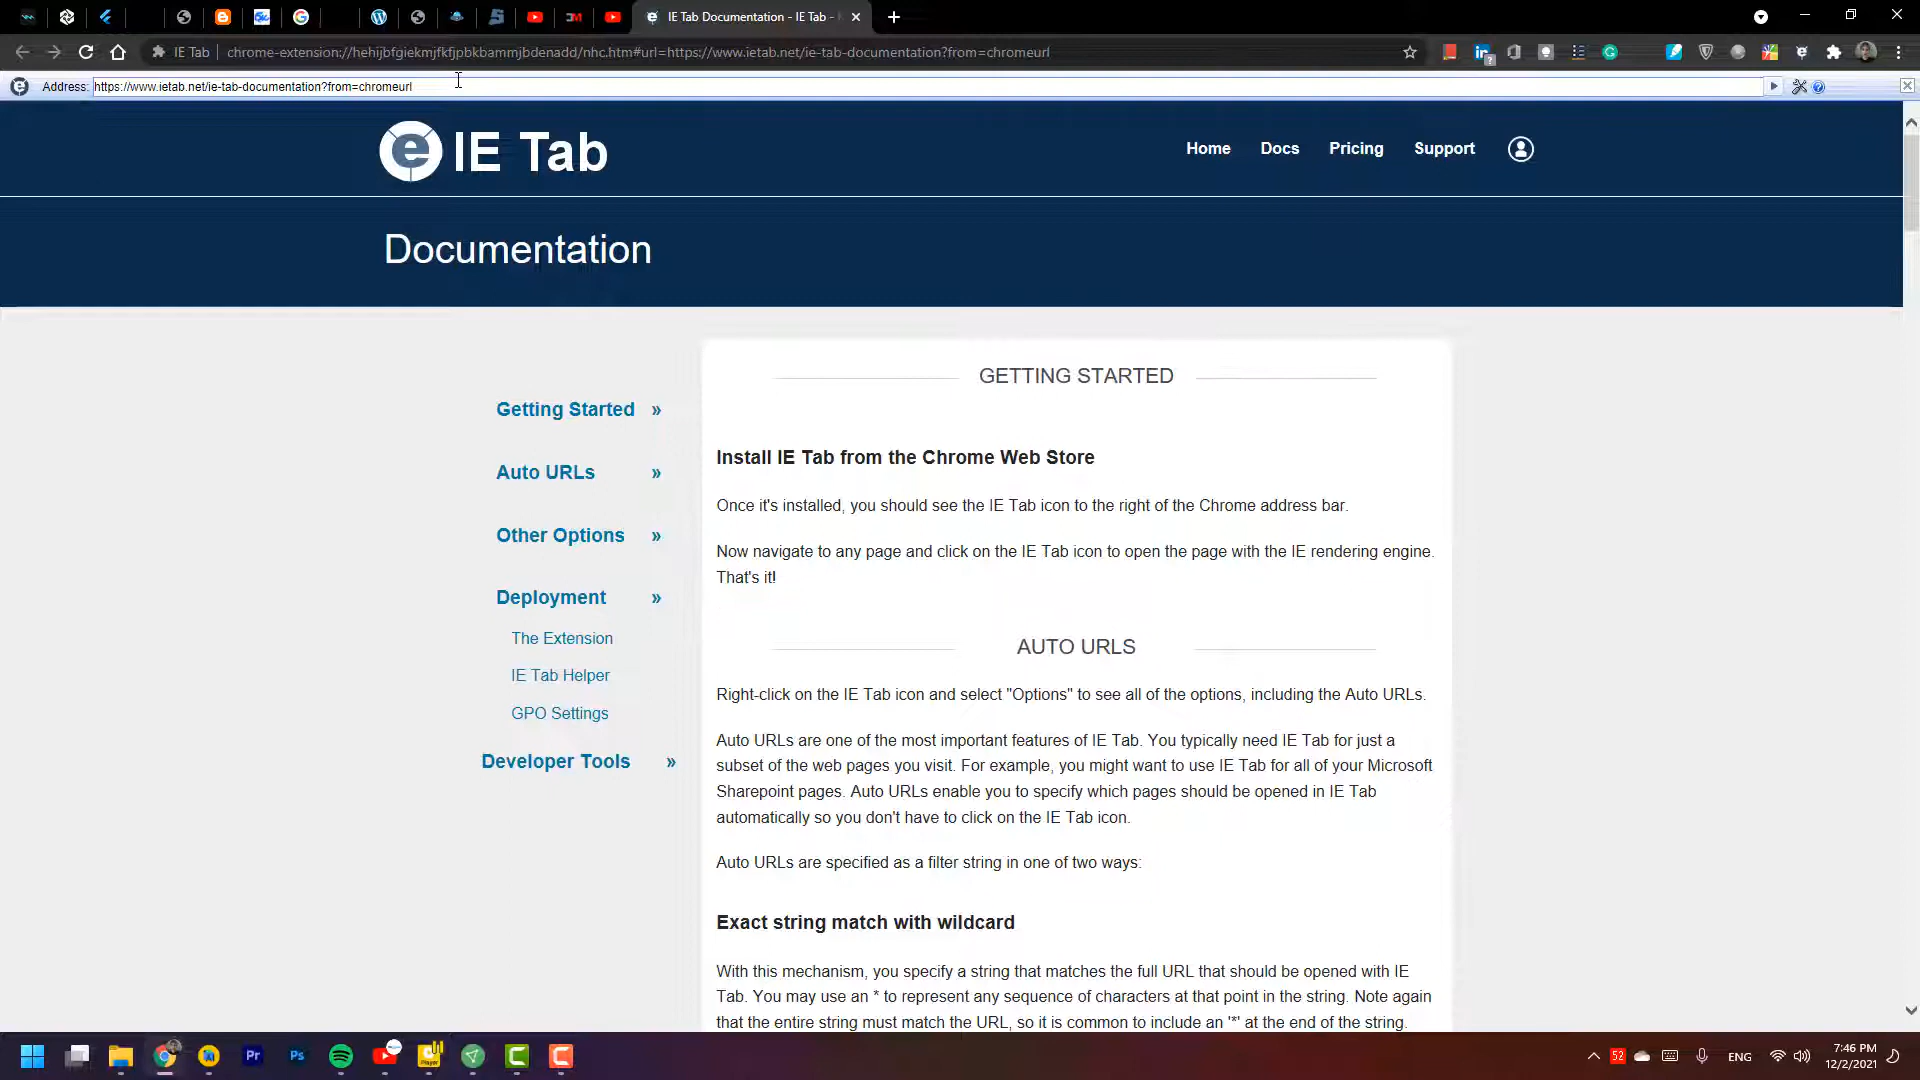 IE Tab Documentation - IE Tab -
IE Tab
chrome-extension://hehijbfgiekmjfkfjpbkbammjbdenadd/nhc.htm#url=https://www.ietab.net/ie-tab-documentation?from=chromeurl
Address: https://www.ietab.net/ie-tab-documentation?from=chromeurl
IE Tab
Home
Docs
Pricing
Support
Documentation
Getting Started »
Auto URLs »
Other Options »
Deployment »
The Extension
IE Tab Helper
GPO Settings
Developer Tools »
GETTING STARTED
Install IE Tab from the Chrome Web Store
Once it's installed, you should see the IE Tab icon to the right of the Chrome address bar.
Now navigate to any page and click on the IE Tab icon to open the page with the IE rendering engine.
That's it!
AUTO URLS
Right-click on the IE Tab icon and select "Options" to see all of the options, including the Auto URLs.
Auto URLs are one of the most important features of IE Tab. You typically need IE Tab for just a
subset of the web pages you visit. For example, you might want to use IE Tab for all of your Microsoft
Sharepoint pages. Auto URLs enable you to specify which pages should be opened in IE Tab
automatically so you don't have to click on the IE Tab icon.
Auto URLs are specified as a filter string in one of two ways:
Exact string match with wildcard
With this mechanism, you specify a string that matches the full URL that should be opened with IE
Tab. You may use an * to represent any sequence of characters at that point in the string. Note again
that the entire string must match the URL, so it is common to include an '*' at the end of the string.
Pr
Ps
52
ENG
7:46 PM
12/2/2021